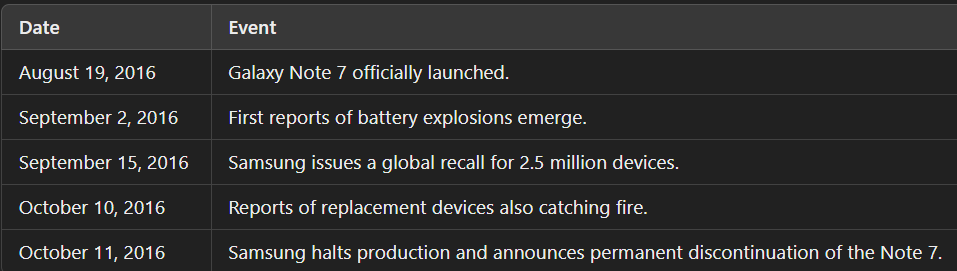 Date Event
August 19, 2016 Galaxy Note 7 officially launched.
September 2, 2016 First reports of battery explosions emerge.
September 15, 2016 Samsung issues a global recall for 2.5 million devices.
October 10, 2016 Reports of replacement devices also catching fire.
October 11, 2016 Samsung halts production and announces permanent discontinuation of the Note 7.